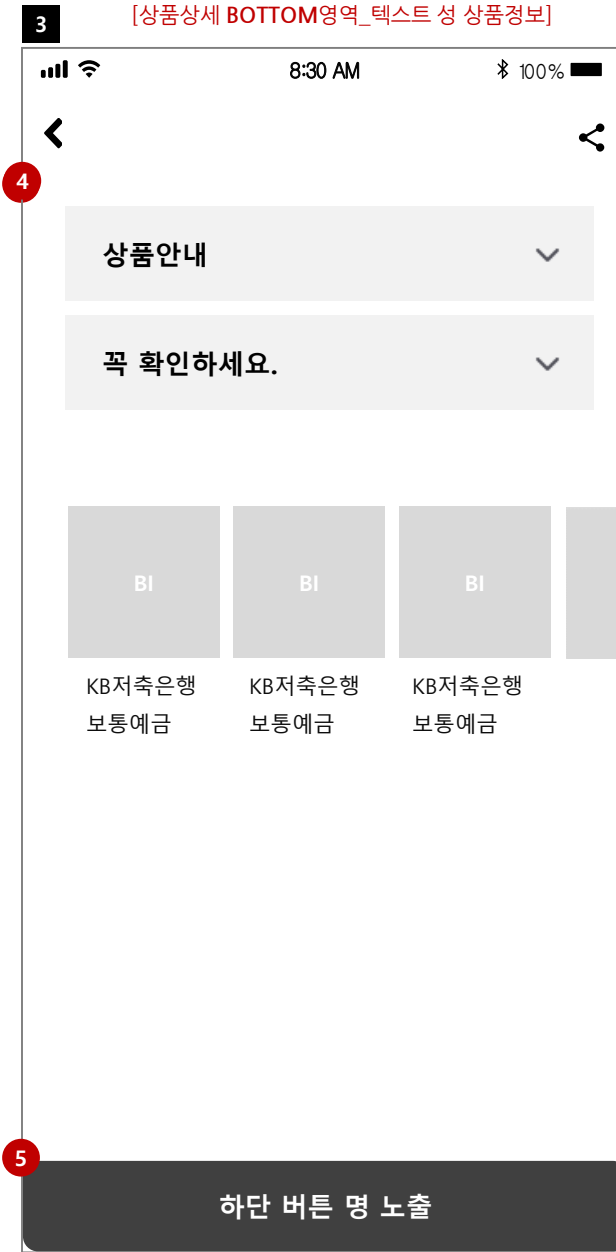 3
[상품상세 BOTTOM영역_텍스트 성 상품정보]
8:30 AM
100%
4
상품안내
꼭 확인하세요.
BI BI BI
KB저축은행 KB저축은행 KB저축은행
보통예금 보통예금 보통예금
5
하단 버튼 명 노출